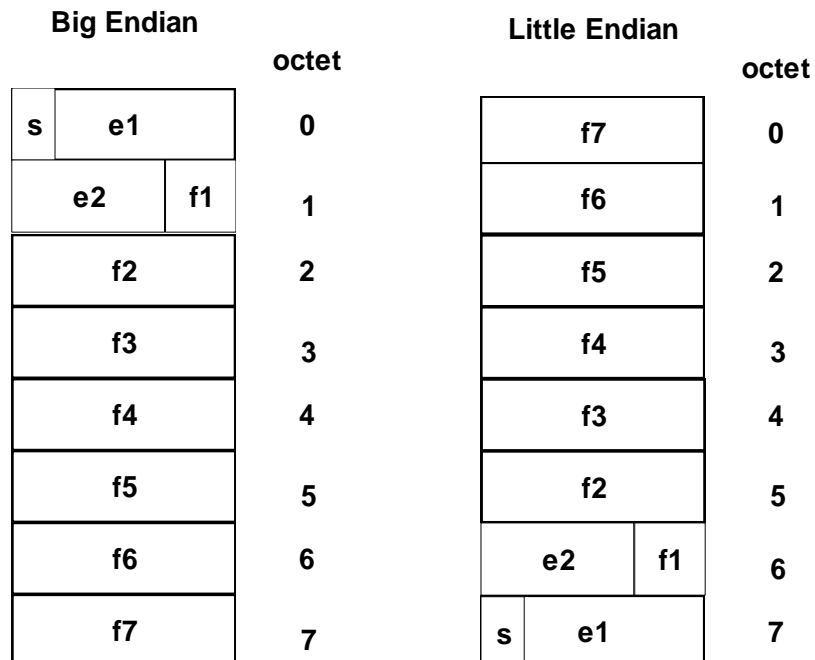 Big Endian
octet
s e1 0
e2 f1 1
f2 2
f3 3
f4 4
f5 5
f6 6
f7 7
Little Endian
octet
f7 0
f6 1
f5 2
f4 3
f3 4
f2 5
e2 f1 6
s e1 7